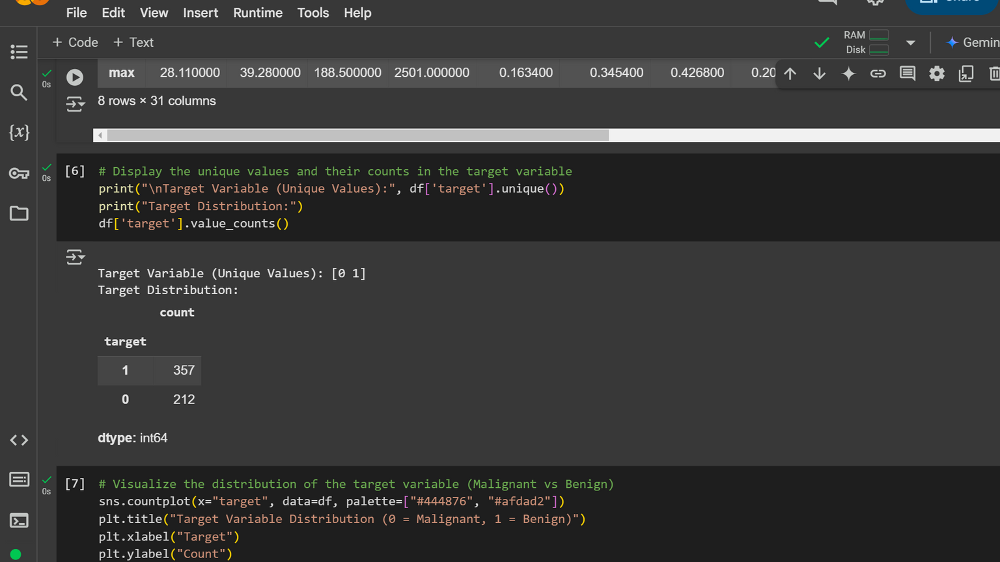 File Edit View Insert Runtime Tools Help
+ Code + Text
RAM
Disk
0s
max 28.110000 39.280000 188.500000 2501.000000 0.163400 0.345400 0.426800 0.20
8 rows × 31 columns
{x}
0s
[6] # Display the unique values and their counts in the target variable
print("\nTarget Variable (Unique Values):", df['target'].unique())
print("Target Distribution:")
df['target'].value_counts()
Target Variable (Unique Values): [0 1]
Target Distribution:
count
target
1 357
0 212
dtype: int64
0s
[7] # Visualize the distribution of the target variable (Malignant vs Benign)
sns.countplot(x="target", data=df, palette=["#444876", "#afdad2"])
plt.title("Target Variable Distribution (0 = Malignant, 1 = Benign)")
plt.xlabel("Target")
plt.ylabel("Count")